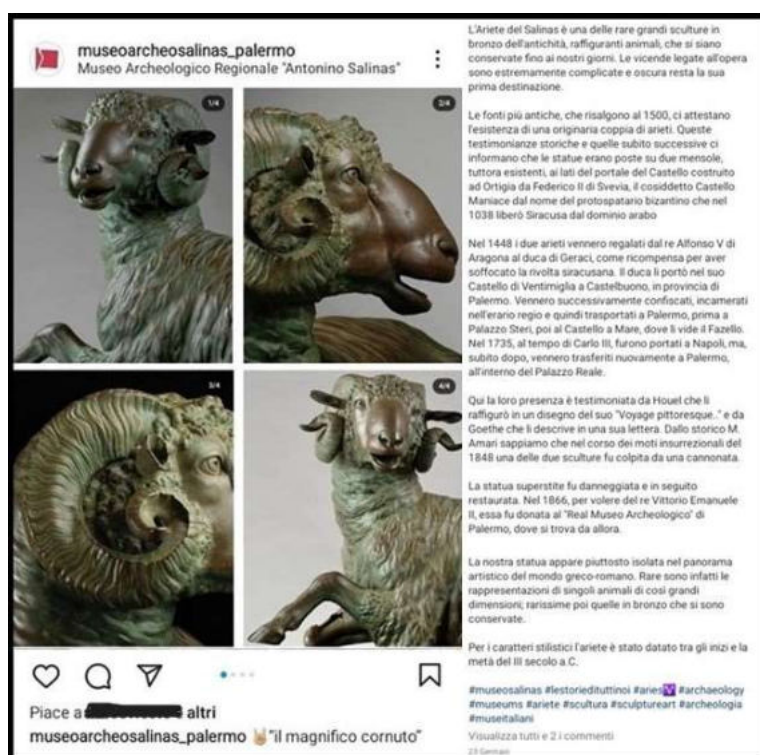 museoarcheosalinas_palermo
Museo Archeologico Regionale "Antonino Salinas"
1/4
2/4
3/4
4/4
Piace a
altri
museoarcheosalinas_palermo 🤘"il magnifico cornuto"
L'Ariete del Salinas è una delle rare grandi sculture in
bronzo dell'antichità, raffiguranti animali, che si siano
conservate fino ai nostri giorni. Le vicende legate all'opera
sono estremamente complicate e oscura resta la sua
prima destinazione.
Le fonti più antiche, che risalgono al 1500, ci attestano
l'esistenza di una originaria coppia di arieti. Queste
testimonianze storiche e quelle subito successive ci
informano che le statue erano poste su due mensole,
tuttora esistenti, ai lati del portale del Castello costruito
ad Ortigia da Federico II di Svevia, il cosiddetto Castello
Maniace dal nome del protospatario bizantino che nel
1038 liberò Siracusa dal dominio arabo
Nel 1448 i due arieti vennero regalati dal re Alfonso V di
Aragona al duca di Geraci, come ricompensa per aver
soffocato la rivolta siracusana. Il duca li portò nel suo
Castello di Ventimiglia a Castelbuono, in provincia di
Palermo. Vennero successivamente confiscati, incamerati
nell'erario regio e quindi trasportati a Palermo, prima a
Palazzo Steri, poi al Castello a Mare, dove li vide il Fazello.
Nel 1735, al tempo di Carlo III, furono portati a Napoli, ma,
subito dopo, vennero trasferiti nuovamente a Palermo,
all'interno del Palazzo Reale.
Qui la loro presenza è testimoniata da Houel che li
raffigurò in un disegno del suo "Voyage pittoresque.." e da
Goethe che li descrive in una sua lettera. Dallo storico M.
Amari sappiamo che nel corso dei moti insurrezionali del
1848 una delle due sculture fu colpita da una cannonata.
La statua superstite fu danneggiata e in seguito
restaurata. Nel 1866, per volere del re Vittorio Emanuele
II, essa fu donata al "Real Museo Archeologico" di
Palermo, dove si trova da allora.
La nostra statua appare piuttosto isolata nel panorama
artistico del mondo greco-romano. Rare sono infatti le
rappresentazioni di singoli animali di così grandi
dimensioni; rarissime poi quelle in bronzo che si sono
conservate.
Per i caratteri stilistici l'ariete è stato datato tra gli inizi e la
metà del III secolo a.C.
#museosalinas #lestoriedituttinoi #aries♈ #archaeology
#museums #ariete #scultura #sculptureart #archeologia
#museitaliani
Visualizza tutti e 2 i commenti
23 Gennaio